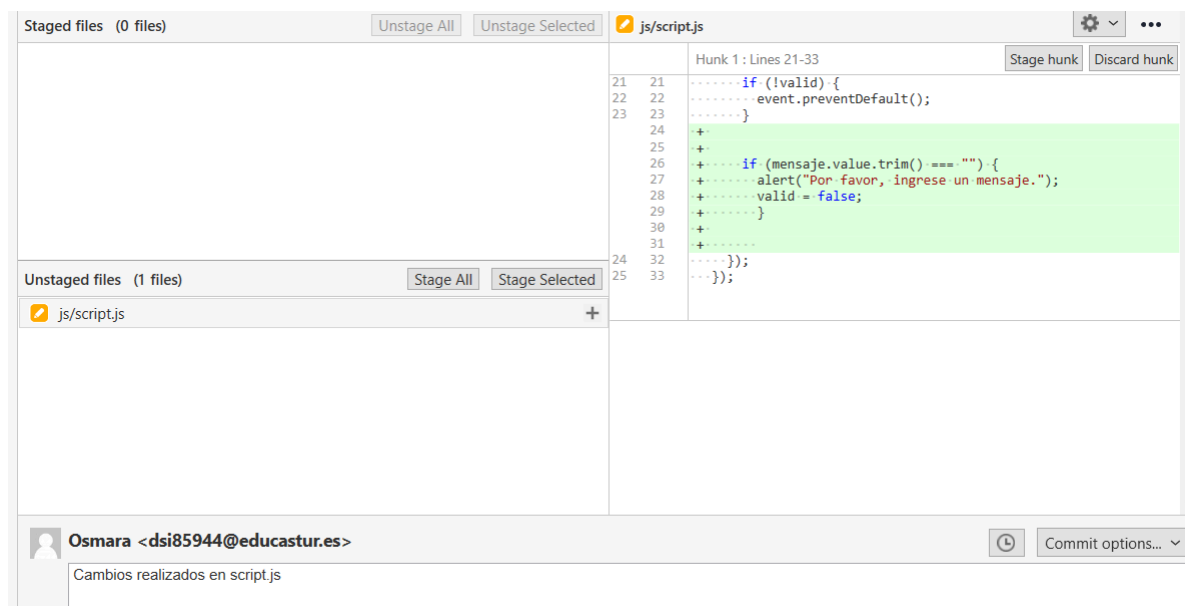 Staged files (0 files) Unstage All Unstage Selected
js/script.js
Hunk 1 : Lines 21-33 Stage hunk Discard hunk
21 21 if (!valid) {
22 22 event.preventDefault();
23 23 }
24 +
25 +
26 + if (mensaje.value.trim() === "") {
27 + alert("Por favor, ingrese un mensaje.");
28 + valid = false;
29 + }
30 +
31 +
24 32 });
25 33 });
Unstaged files (1 files) Stage All Stage Selected
js/script.js +
Osmara <dsi85944@educastur.es> Commit options...
Cambios realizados en script.js